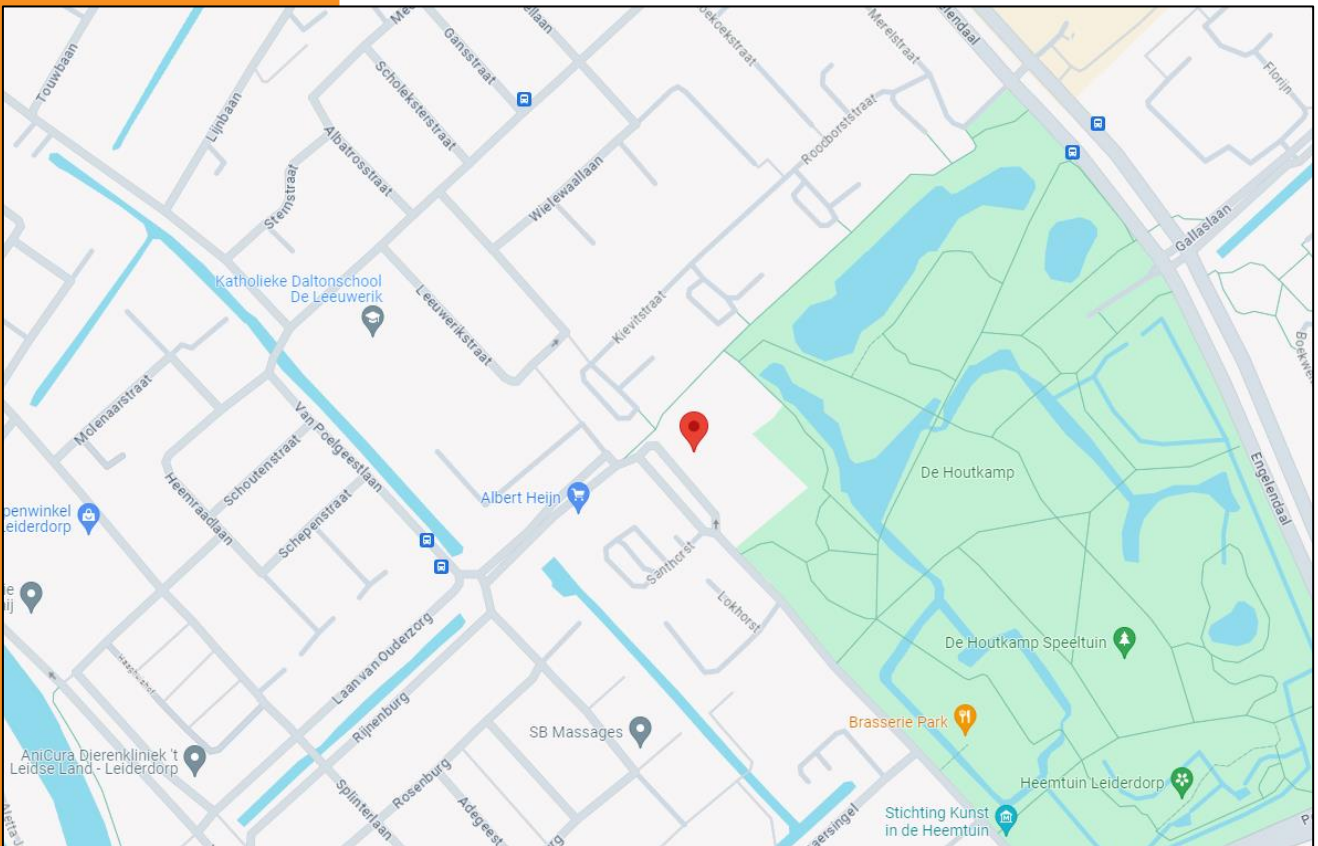 Touwbaan
Lijnbaan
Gansstraat
Scholeksterstraat
Albatrosstraat
Sternstraat
Wielewaallaan
Merelstraat
Roodborststraat
Florijn
Gallaslaan
Katholieke Daltonschool
De Leeuwerik
Leeuwerikstraat
Kievitstraat
Molenaarstraat
Van Poelgeestlaan
Schoutenstraat
Heemraadlaan
Schepenstraat
Albert Heijn
De Houtkamp
Engelendaal
penwinkel
eiderdorp
Santhorst
Lokhorst
De Houtkamp Speeltuin
Laan van Ouderzorg
Rijnenburg
SB Massages
Brasserie Park
AniCura Dierenkliniek 't
Leidse Land - Leiderdorp
Splinterlaan
Rosenburg
Adegeest
Heemtuin Leiderdorp
Stichting Kunst
in de Heemtuin
aersingel